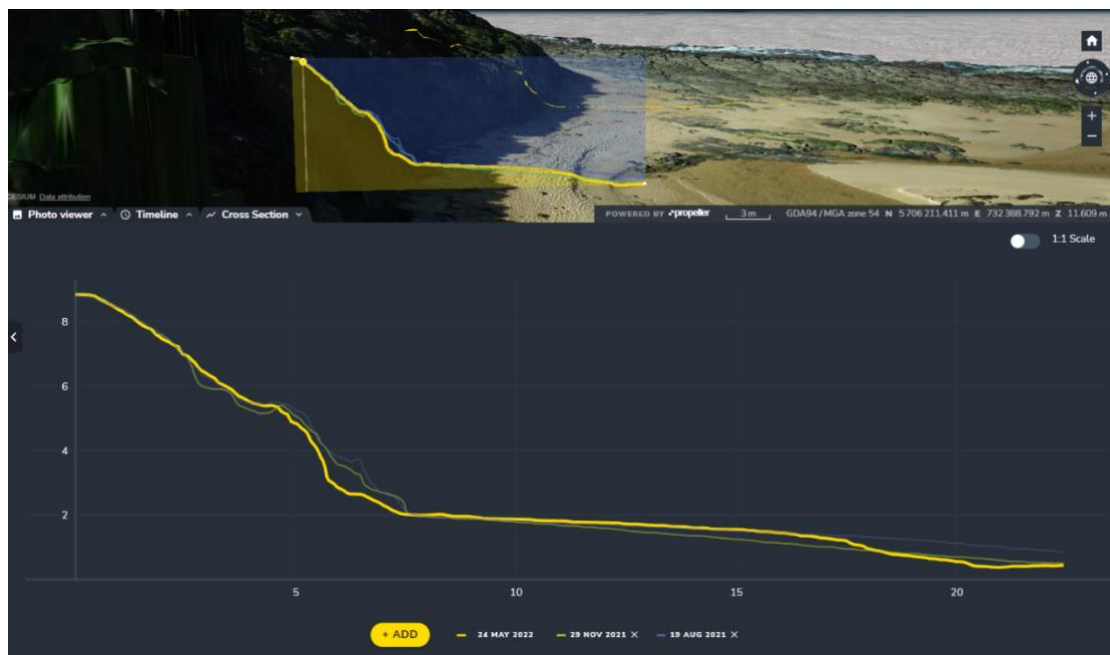 CESIUM Data attribution
Photo viewer Timeline Cross Section
POWERED BY propeller 3 m GDA94 / MGA zone 54 N 5 706 211.411 m E 732 388.792 m Z 11.609 m
1:1 Scale
8
6
4
2
5 10 15 20
+ ADD 24 MAY 2022 29 NOV 2021 19 AUG 2021